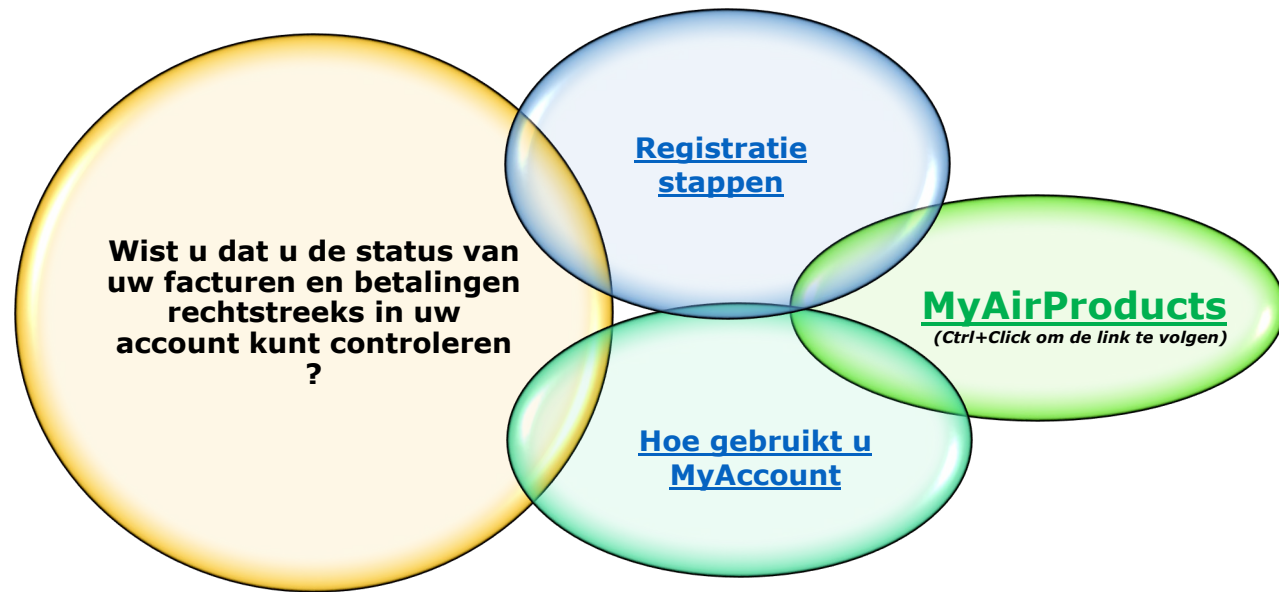 Wist u dat u de status van
uw facturen en betalingen
rechtstreeks in uw
account kunt controleren
?
Registratie
stappen
MyAirProducts
(Ctrl+Click om de link te volgen)
Hoe gebruikt u
MyAccount